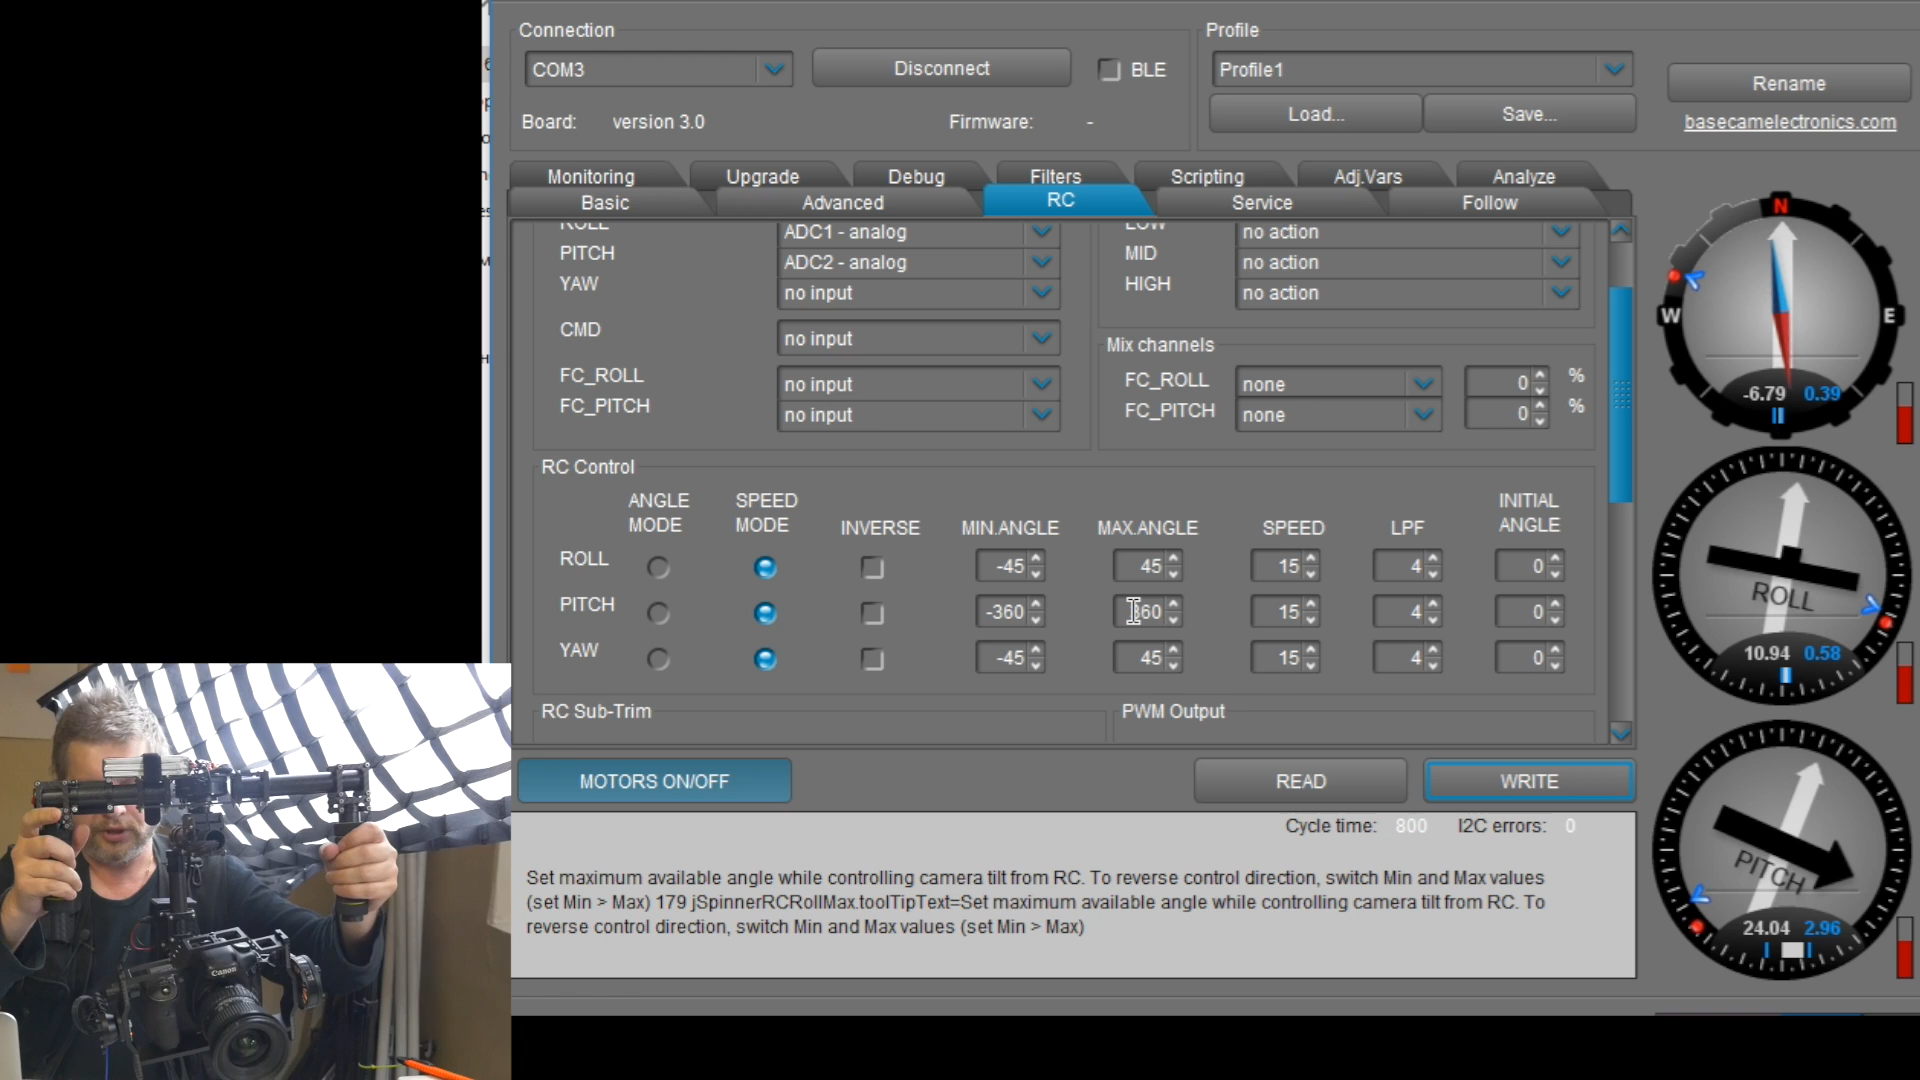 Connection
COM3
Disconnect
BLE
Board: version 3.0 Firmware: -
Profile
Profile1
Load...
Save...
Rename
basecamelectronics.com
Monitoring Upgrade Debug Filters Scripting Adj.Vars Analyze
Basic Advanced RC Service Follow
ROLL ADC1 - analog
PITCH ADC2 - analog
YAW no input
CMD no input
FC_ROLL no input
FC_PITCH no input
LOW no action
MID no action
HIGH no action
Mix channels
FC_ROLL none 0 %
FC_PITCH none 0 %
RC Control
ANGLE MODE SPEED MODE INVERSE MIN.ANGLE MAX.ANGLE SPEED LPF INITIAL ANGLE
ROLL -45 45 15 4 0
PITCH -360 360 15 4 0
YAW -45 45 15 4 0
RC Sub-Trim
PWM Output
MOTORS ON/OFF
READ
WRITE
Cycle time: 800 I2C errors: 0
Set maximum available angle while controlling camera tilt from RC. To reverse control direction, switch Min and Max values
(set Min > Max) 179 jSpinnerRCRollMax.toolTipText=Set maximum available angle while controlling camera tilt from RC. To
reverse control direction, switch Min and Max values (set Min > Max)
N
W
E
-6.79 0.39
ROLL
10.94 0.58
PITCH
24.04 2.96
Canon